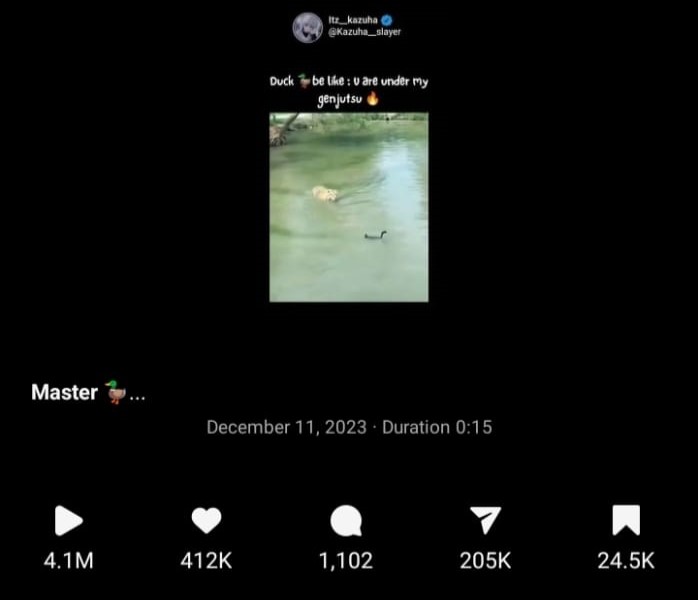 Itz__kazuha
@Kazuha__slayer
Duck 🦆 be like : U are under my
genjutsu 🔥
Master 🦆...
December 11, 2023 · Duration 0:15
4.1M 412K 1,102 205K 24.5K